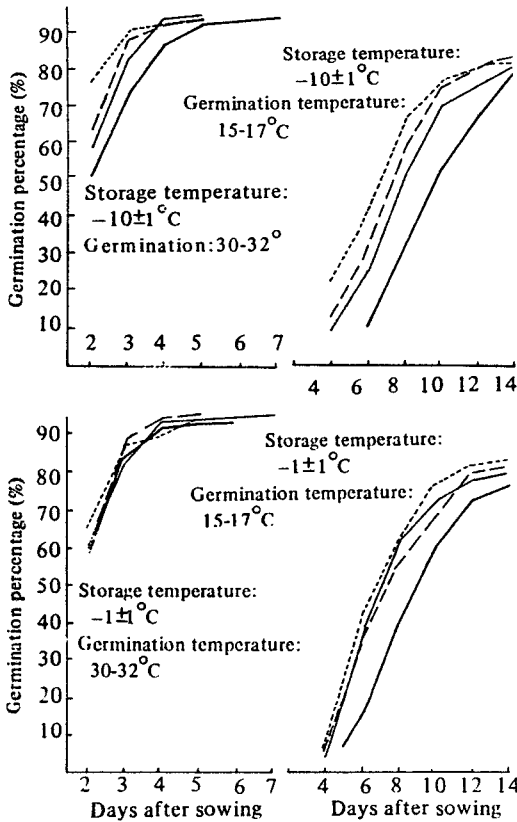 Germination percentage (%)
90
80
70
60
50
40
30
20
10
Storage temperature:
−10±1°C
Germination:30-32°
2 3 4 5 6 7
Storage temperature:
−10±1°C
Germination temperature:
15-17°C
4 6 8 10 12 14
Germination percentage (%)
90
80
70
60
50
40
30
20
10
Storage temperature:
−1±1°C
Germination temperature:
30-32°C
2 3 4 5 6 7
Days after sowing
Storage temperature:
−1±1°C
Germination temperature:
15-17°C
4 6 8 10 12 14
Days after sowing